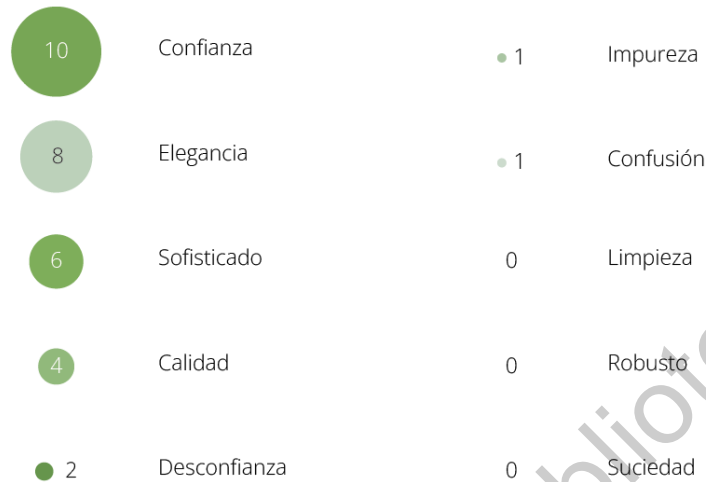 10 Confianza
8 Elegancia
6 Sofisticado
4 Calidad
2 Desconfianza
1 Impureza
1 Confusión
0 Limpieza
0 Robusto
0 Suciedad